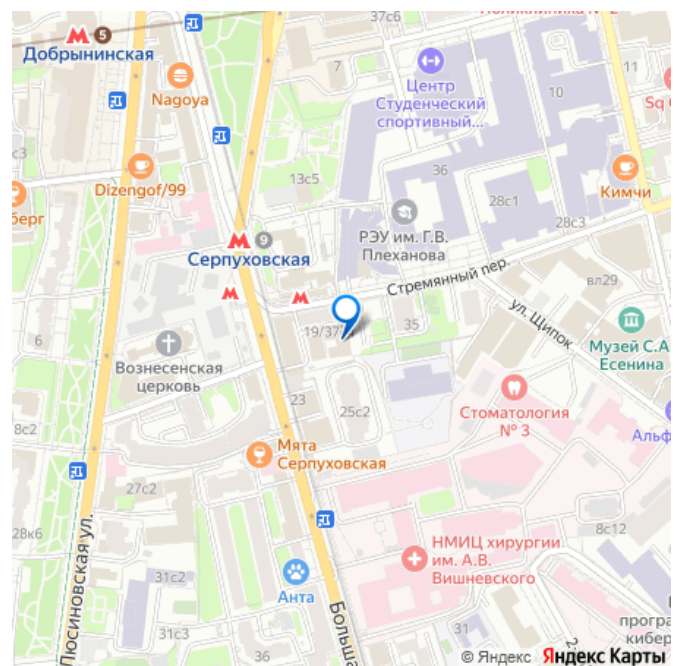 37с6
Поликлиника № 2
5
Добрынинская
7
11
Nagoya
Центр
Студенческий
спортивный...
10
Sq
с3
36
Dizengof/99
13с5
28с1
Кимчи
берг
28с3
РЭУ им. Г.В.
Плеханова
9
Серпуховская
Стремянный пер.
вл29
ул. Щипок
19/37
35
6
Вознесенская
церковь
Музей С.А.
Есенина
23
25с2
Стоматология
№ 3
8с2
Мята
Серпуховская
Альф
27с2
28к6
8с12
НМИЦ хирургии
им. А.В.
Вишневского
Люсиновская ул.
31с2
Анта
Больша
31с3
36
31
програ
кибер
© Яндекс Яндекс Карты